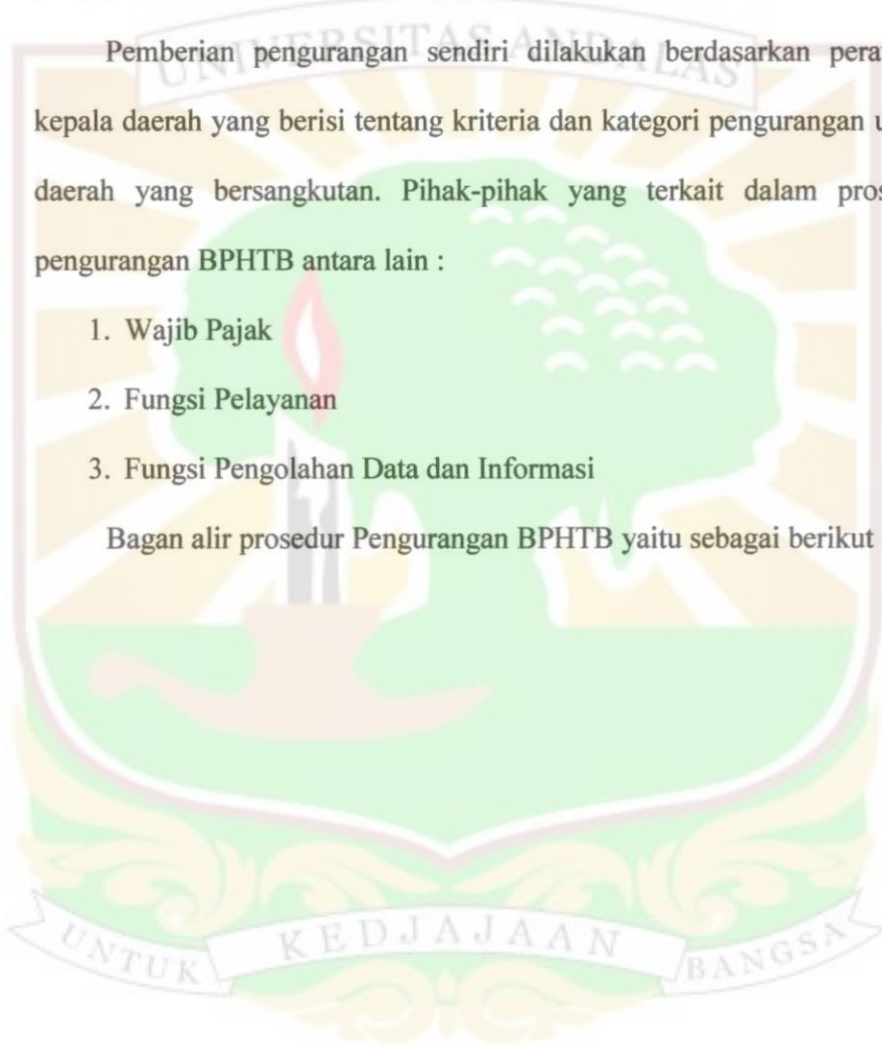 UNIVERSITAS ANDALAS
Pemberian pengurangan sendiri dilakukan berdasarkan pera
kepala daerah yang berisi tentang kriteria dan kategori pengurangan u
daerah yang bersangkutan. Pihak-pihak yang terkait dalam pros
pengurangan BPHTB antara lain :
1. Wajib Pajak
2. Fungsi Pelayanan
3. Fungsi Pengolahan Data dan Informasi
Bagan alir prosedur Pengurangan BPHTB yaitu sebagai berikut
UNTUK KEDJAJAAN BANGSA